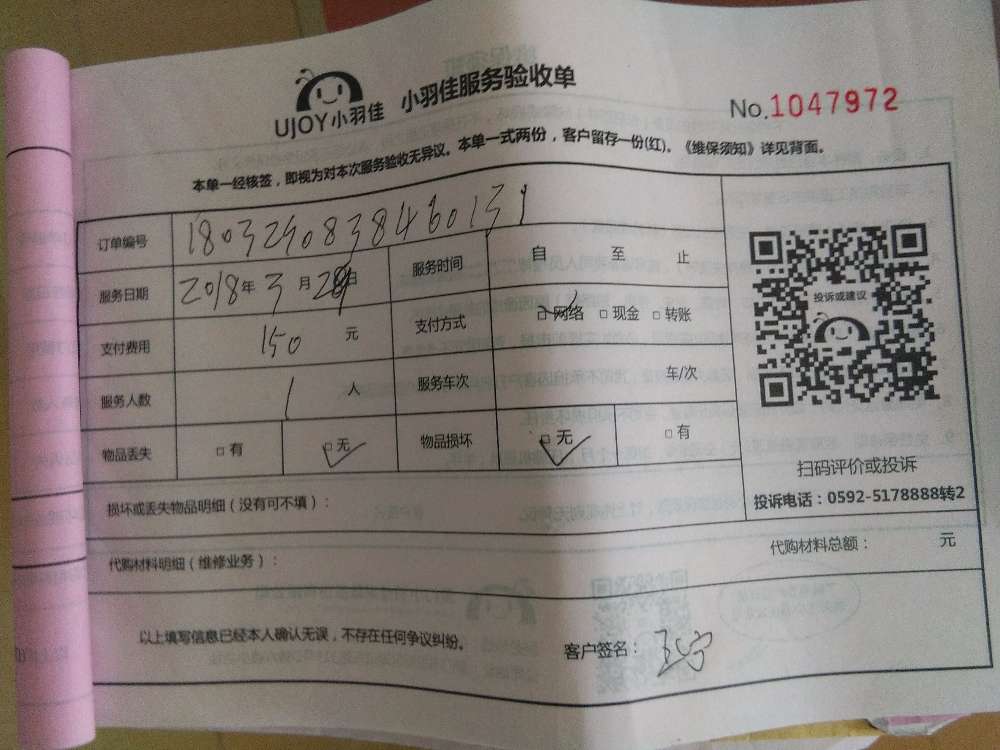 UJOY小羽佳 小羽佳服务验收单
No.1047972
本单一经核签，即视为对本次服务验收无异议。本单一式两份，客户留存一份(红)。《维保须知》详见背面。
订单编号 180324083846013 服务时间 自 至 止
服务日期 2018年3月28日
支付费用 150 元 支付方式 □网络 □现金 □转账
服务人数 1 人 服务车次 车/次
物品丢失 □有 □无 物品损坏 □无 □有
投诉或建议
扫码评价或投诉
投诉电话：0592-5178888转2
损坏或丢失物品明细（没有可不填）：
代购材料明细（维修业务）： 代购材料总额： 元
以上填写信息已经本人确认无误，不存在任何争议纠纷。 客户签名：